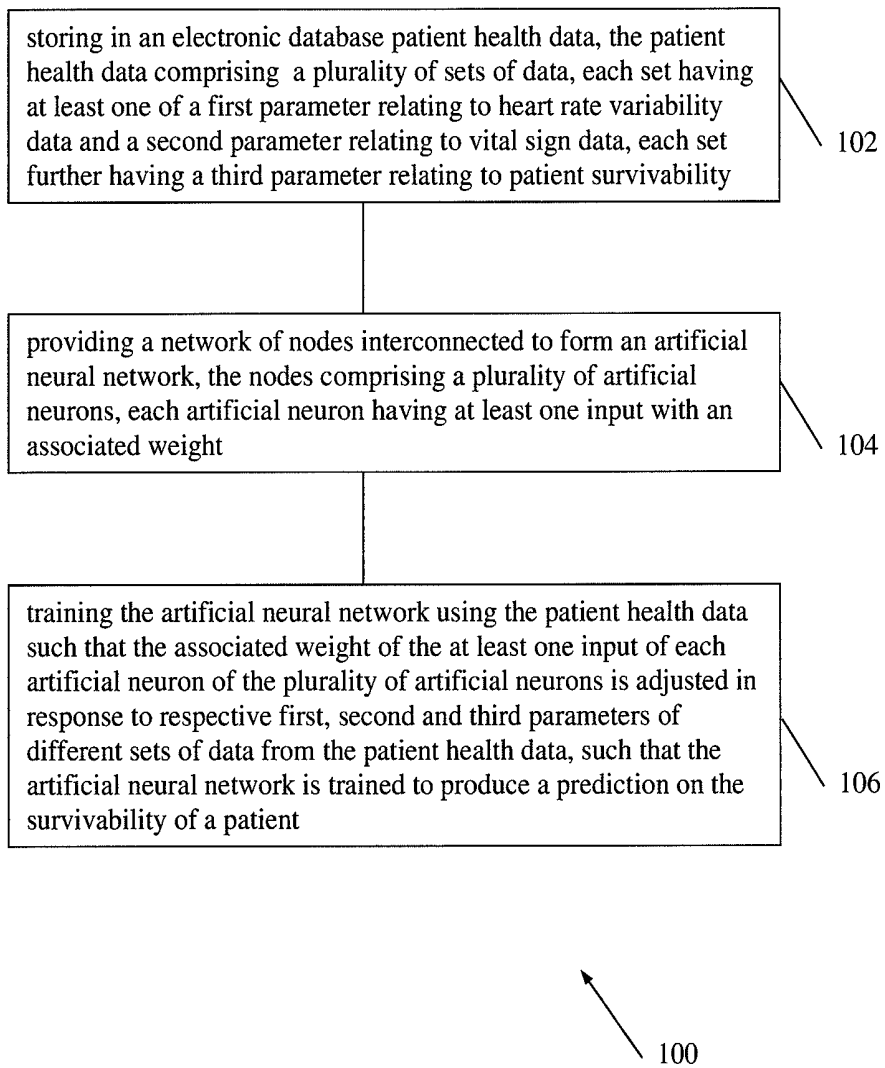 storing in an electronic database patient health data, the patient
health data comprising a plurality of sets of data, each set having
at least one of a first parameter relating to heart rate variability
data and a second parameter relating to vital sign data, each set
further having a third parameter relating to patient survivability
102
providing a network of nodes interconnected to form an artificial
neural network, the nodes comprising a plurality of artificial
neurons, each artificial neuron having at least one input with an
associated weight
104
training the artificial neural network using the patient health data
such that the associated weight of the at least one input of each
artificial neuron of the plurality of artificial neurons is adjusted in
response to respective first, second and third parameters of
different sets of data from the patient health data, such that the
artificial neural network is trained to produce a prediction on the
survivability of a patient
106
100